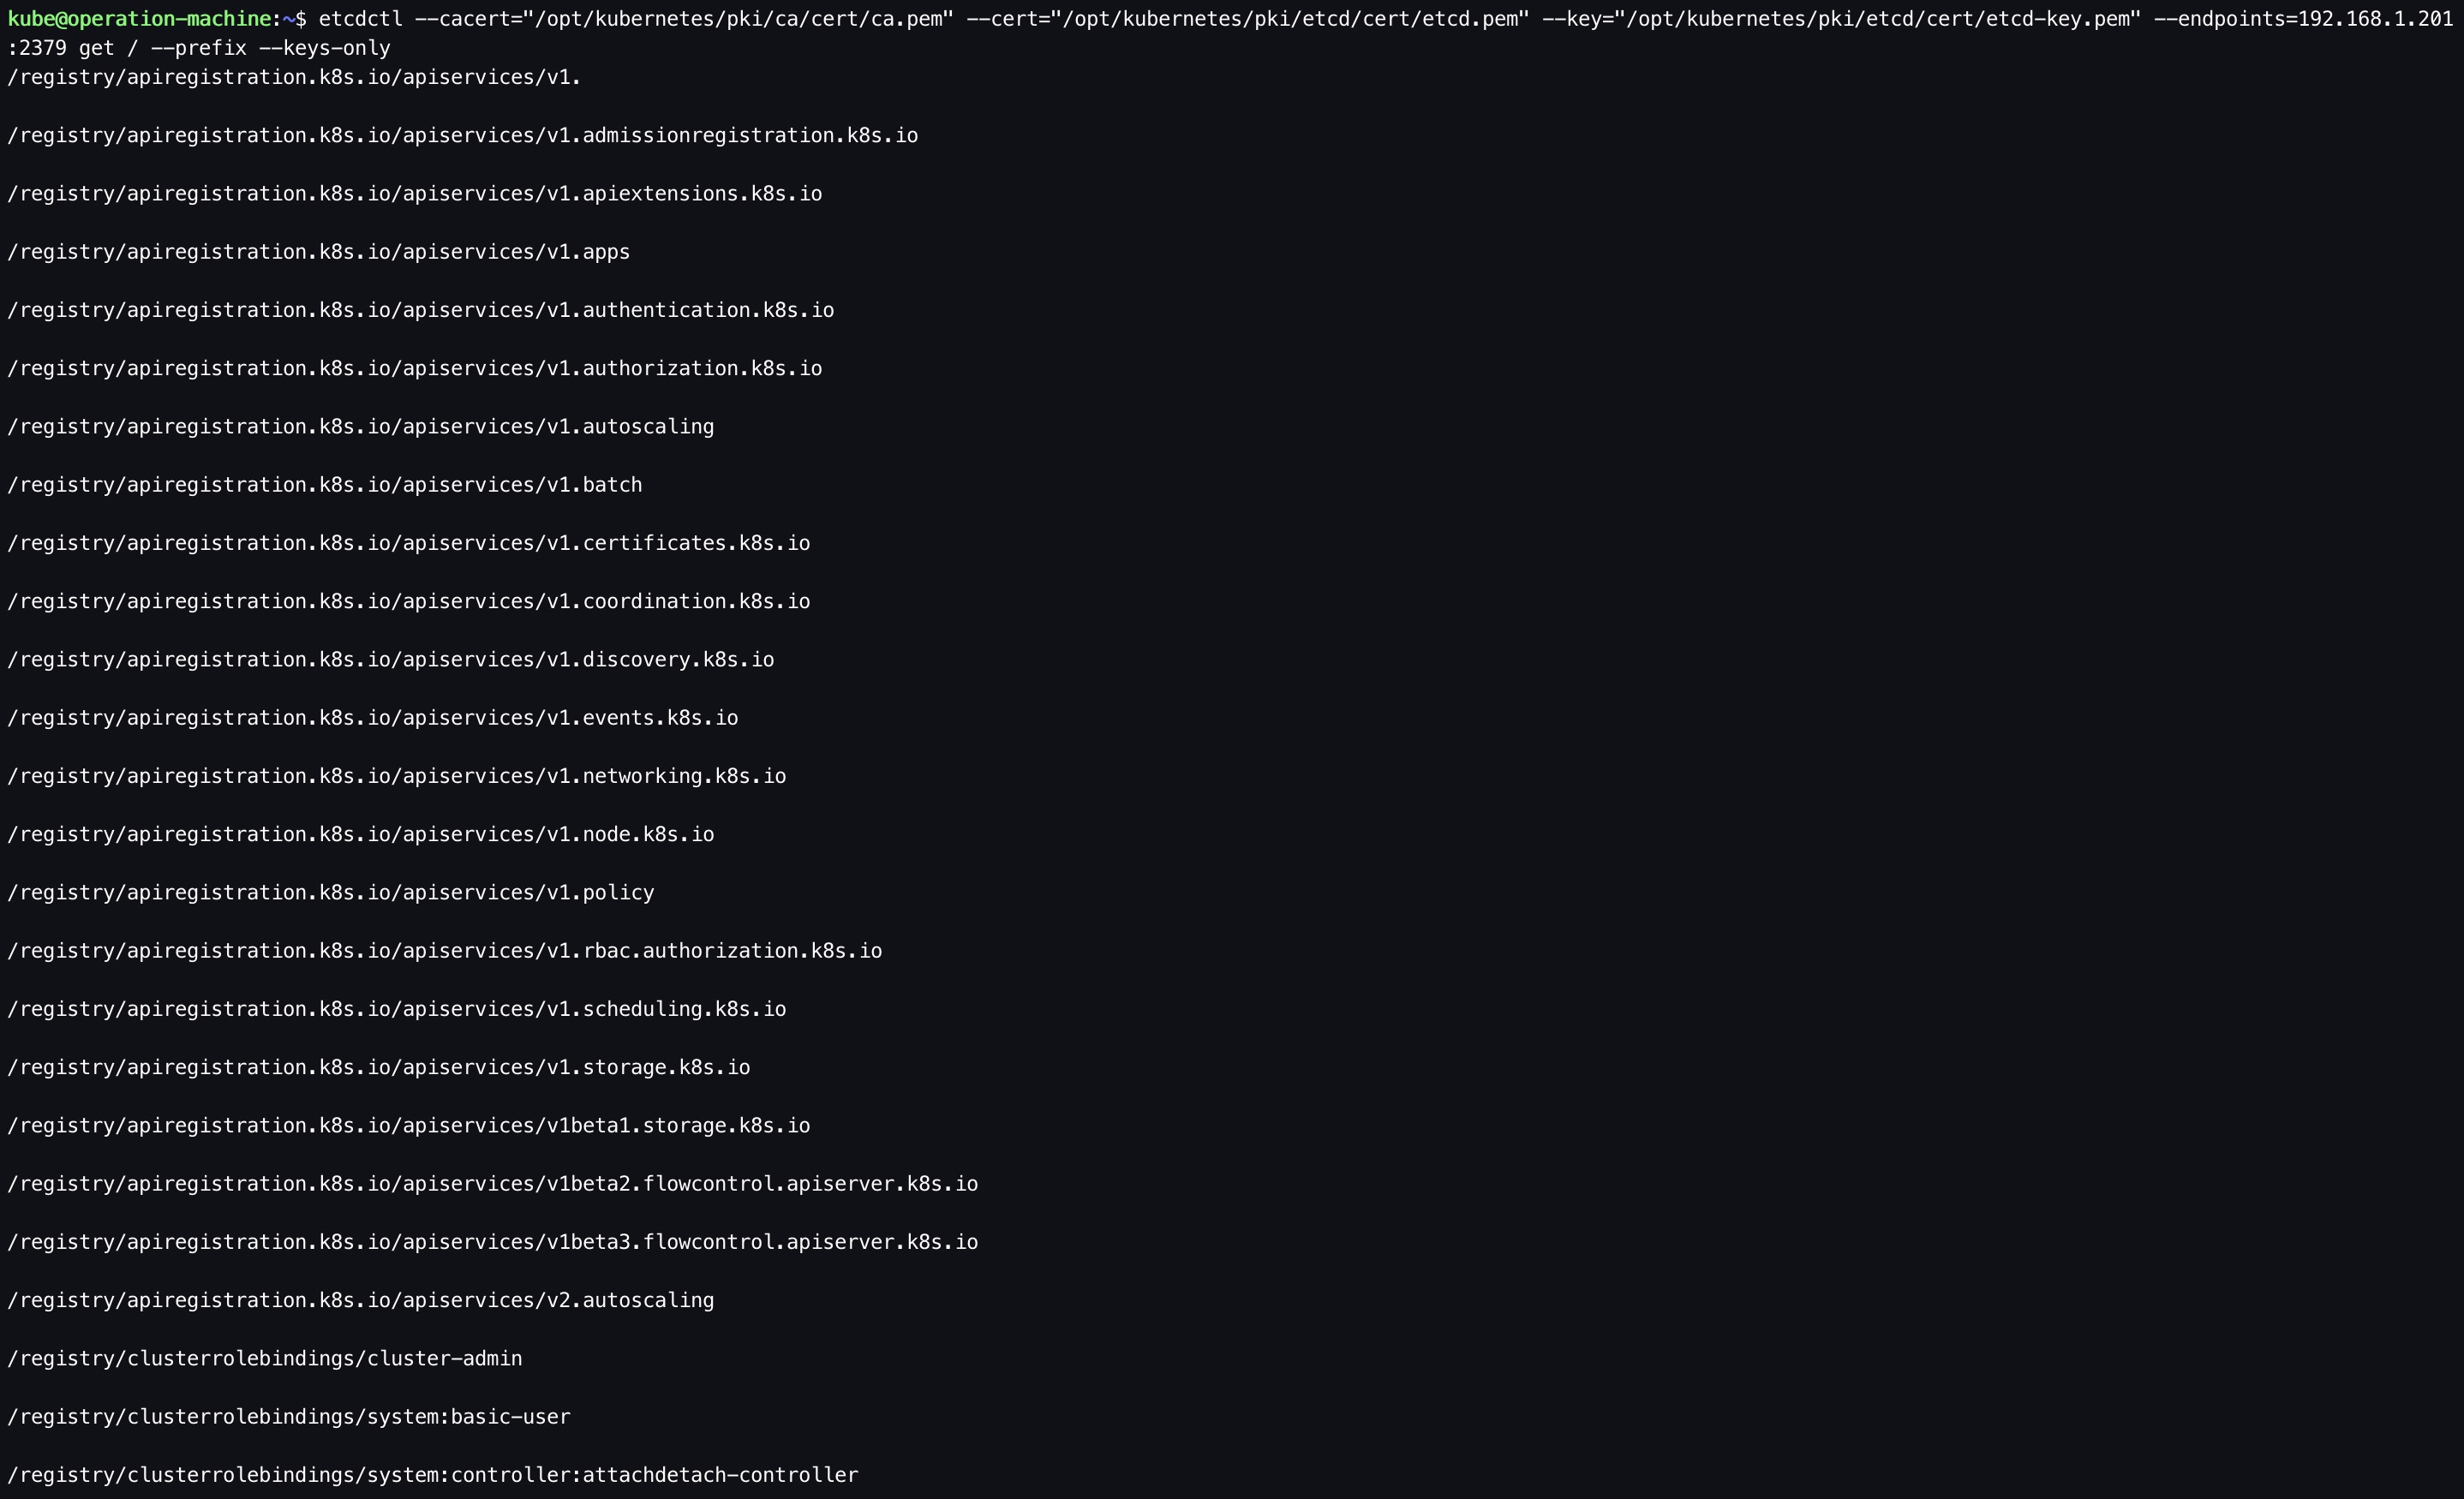 kube@operation-machine:~$ etcdctl --cacert="/opt/kubernetes/pki/ca/cert/ca.pem" --cert="/opt/kubernetes/pki/etcd/cert/etcd.pem" --key="/opt/kubernetes/pki/etcd/cert/etcd-key.pem" --endpoints=192.168.1.201
:2379 get / --prefix --keys-only
/registry/apiregistration.k8s.io/apiservices/v1.
/registry/apiregistration.k8s.io/apiservices/v1.admissionregistration.k8s.io
/registry/apiregistration.k8s.io/apiservices/v1.apiextensions.k8s.io
/registry/apiregistration.k8s.io/apiservices/v1.apps
/registry/apiregistration.k8s.io/apiservices/v1.authentication.k8s.io
/registry/apiregistration.k8s.io/apiservices/v1.authorization.k8s.io
/registry/apiregistration.k8s.io/apiservices/v1.autoscaling
/registry/apiregistration.k8s.io/apiservices/v1.batch
/registry/apiregistration.k8s.io/apiservices/v1.certificates.k8s.io
/registry/apiregistration.k8s.io/apiservices/v1.coordination.k8s.io
/registry/apiregistration.k8s.io/apiservices/v1.discovery.k8s.io
/registry/apiregistration.k8s.io/apiservices/v1.events.k8s.io
/registry/apiregistration.k8s.io/apiservices/v1.networking.k8s.io
/registry/apiregistration.k8s.io/apiservices/v1.node.k8s.io
/registry/apiregistration.k8s.io/apiservices/v1.policy
/registry/apiregistration.k8s.io/apiservices/v1.rbac.authorization.k8s.io
/registry/apiregistration.k8s.io/apiservices/v1.scheduling.k8s.io
/registry/apiregistration.k8s.io/apiservices/v1.storage.k8s.io
/registry/apiregistration.k8s.io/apiservices/v1beta1.storage.k8s.io
/registry/apiregistration.k8s.io/apiservices/v1beta2.flowcontrol.apiserver.k8s.io
/registry/apiregistration.k8s.io/apiservices/v1beta3.flowcontrol.apiserver.k8s.io
/registry/apiregistration.k8s.io/apiservices/v2.autoscaling
/registry/clusterrolebindings/cluster-admin
/registry/clusterrolebindings/system:basic-user
/registry/clusterrolebindings/system:controller:attachdetach-controller